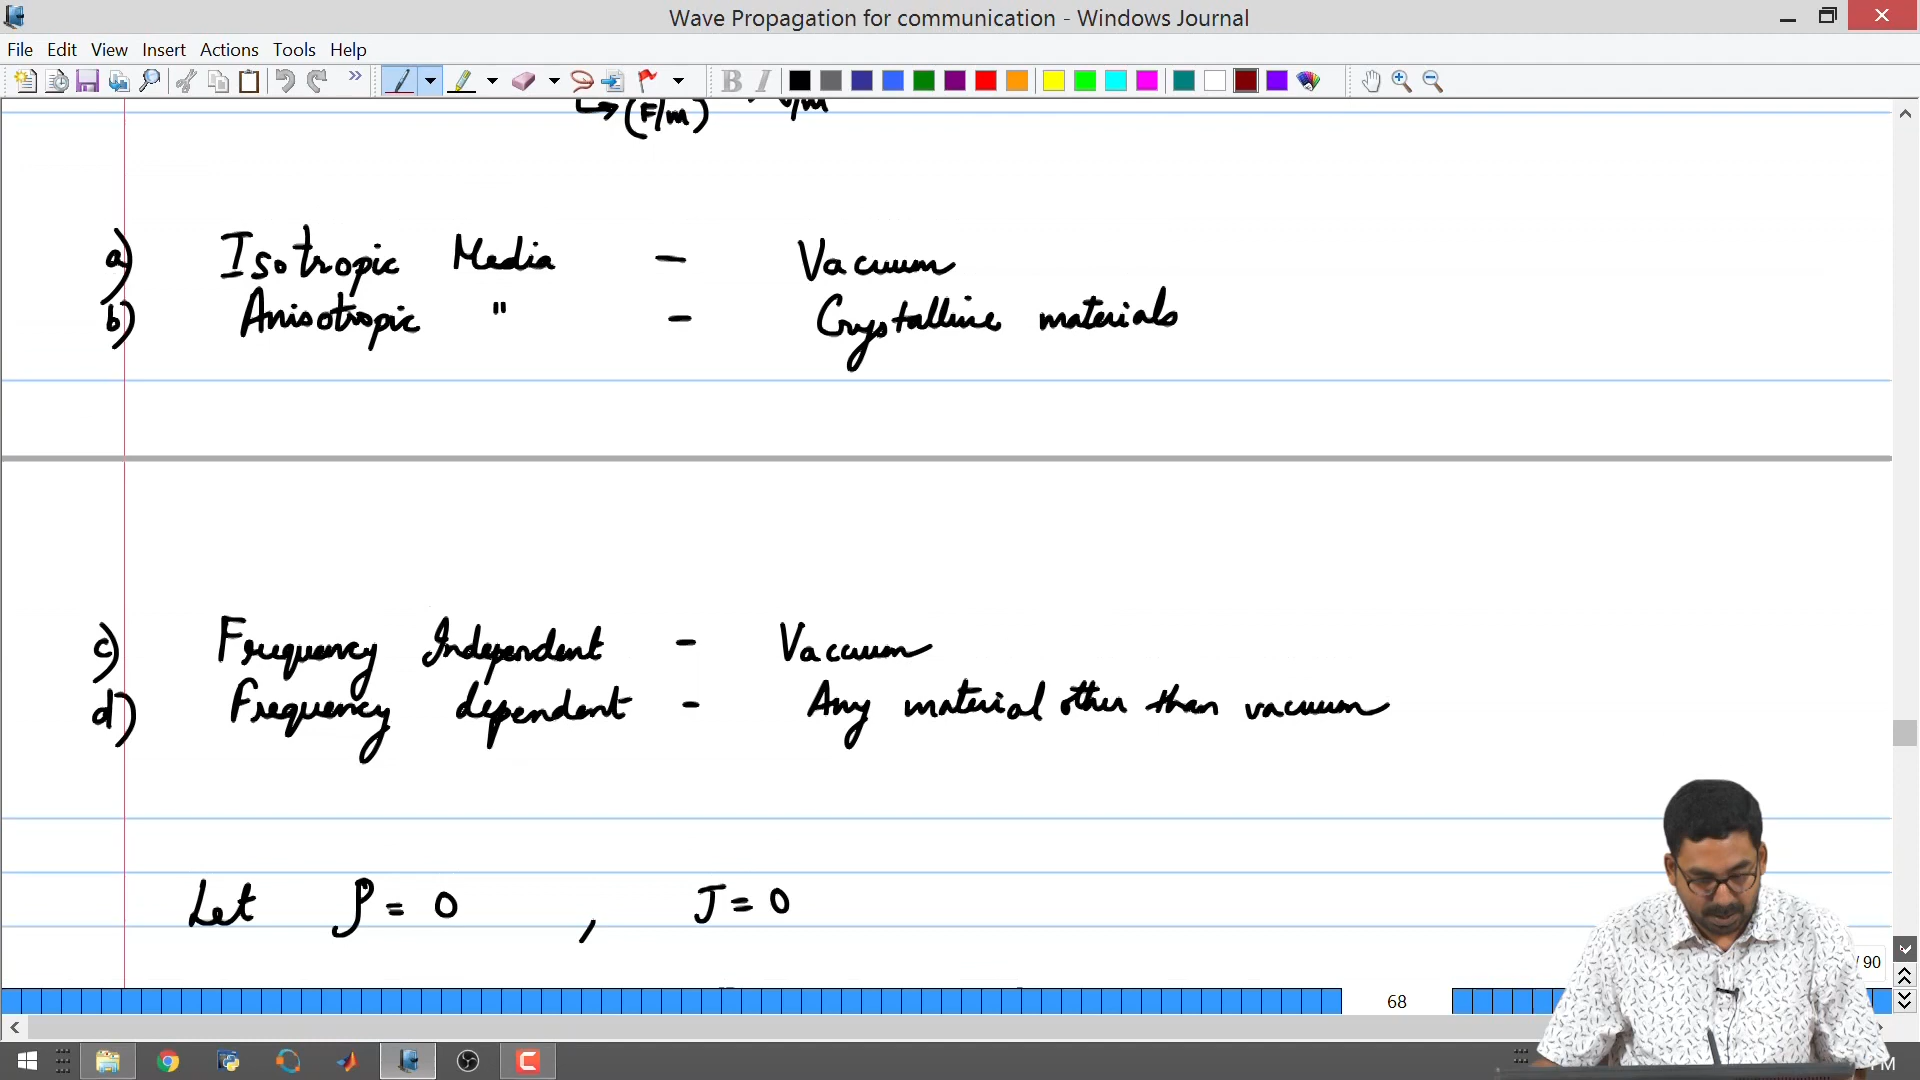 Wave Propagation for communication - Windows Journal
File Edit View Insert Actions Tools Help
B I
(F/m) V/m
a) Isotropic Media - Vacuum
b) Anisotropic " - Crystalline materials
c) Frequency Independent - Vacuum
d) Frequency dependent - Any material other than vacuum
Let ρ = 0 , J = 0
/ 90
68
PM